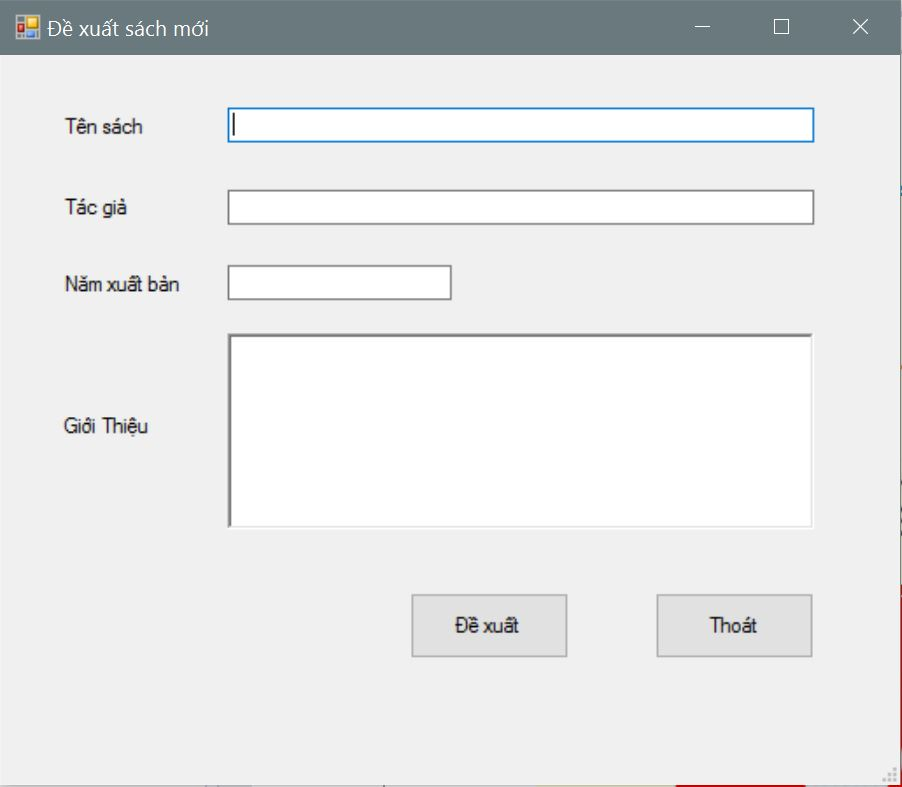 Đề xuất sách mới
Tên sách
Tác giả
Năm xuất bản
Giới Thiệu
Đề xuất
Thoát